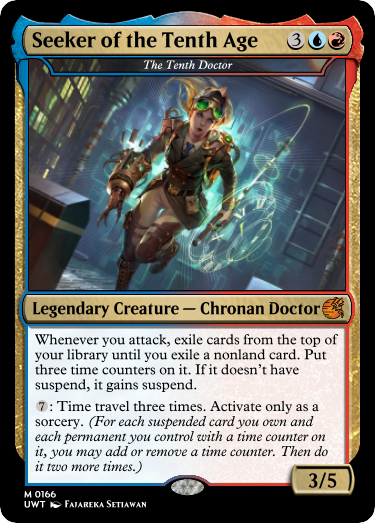 Seeker of the Tenth Age 3
The Tenth Doctor
Legendary Creature — Chronan Doctor
Whenever you attack, exile cards from the top of
your library until you exile a nonland card. Put
three time counters on it. If it doesn't have
suspend, it gains suspend.
7: Time travel three times. Activate only as a
sorcery. (For each suspended card you own and
each permanent you control with a time counter on
it, you may add or remove a time counter. Then do
it two more times.)
3/5
M 0166
UWT Fajareka Setiawan